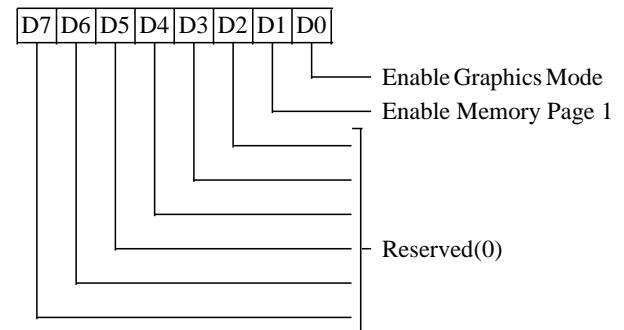 D7 D6 D5 D4 D3 D2 D1 D0
Enable Graphics Mode
Enable Memory Page 1
Reserved(0)